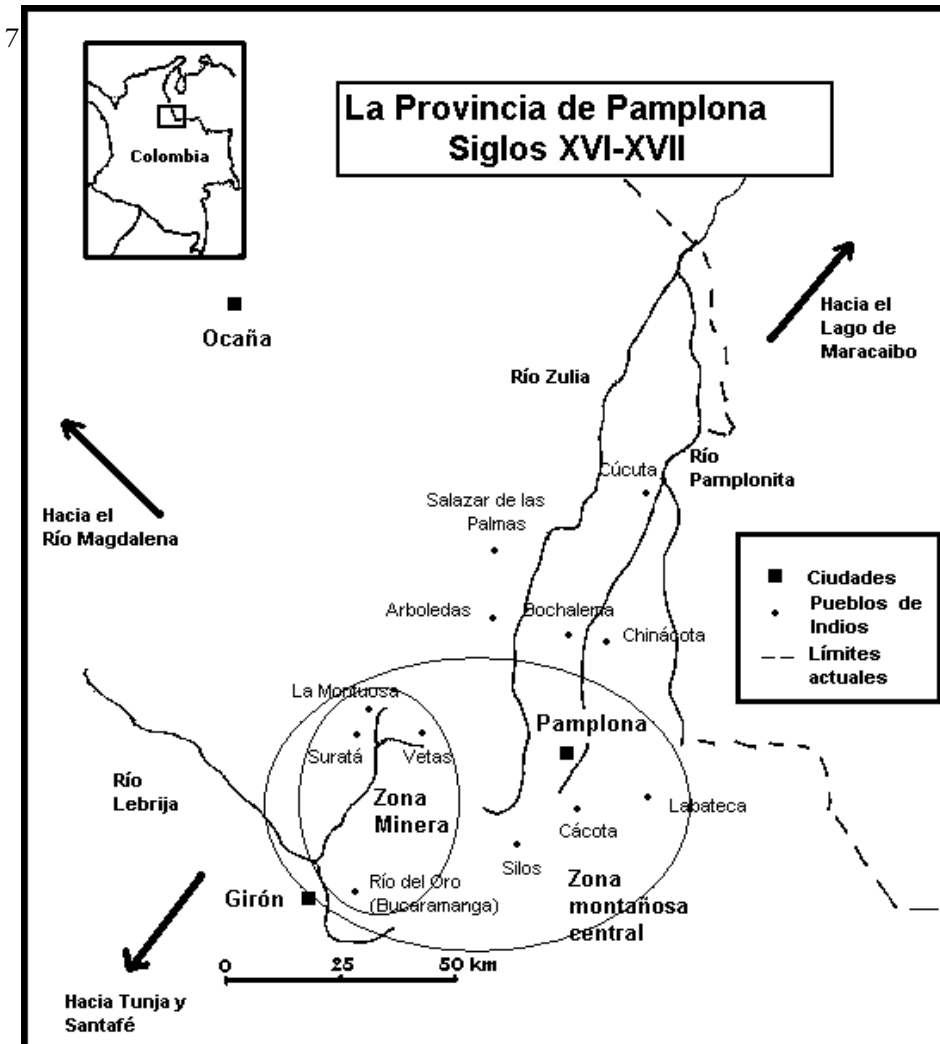 7
La Provincia de Pamplona
Siglos XVI-XVII
Colombia
Ocaña
Hacia el
Lago de
Maracaibo
Río Zulia
Hacia el
Río Magdalena
Cúcuta
Río
Pamplonita
Salazar de las
Palmas
Ciudades
Pueblos de
Indios
Límites
actuales
Arboledas
Bochalema
Chinácota
La Montuosa
Suratá
Vetas
Pamplona
Río
Lebrija
Zona
Minera
Labateca
Cácota
Silos
Girón
Río del Oro
(Bucaramanga)
Zona
montañosa
central
0 25 50 km
Hacia Tunja y
Santafé